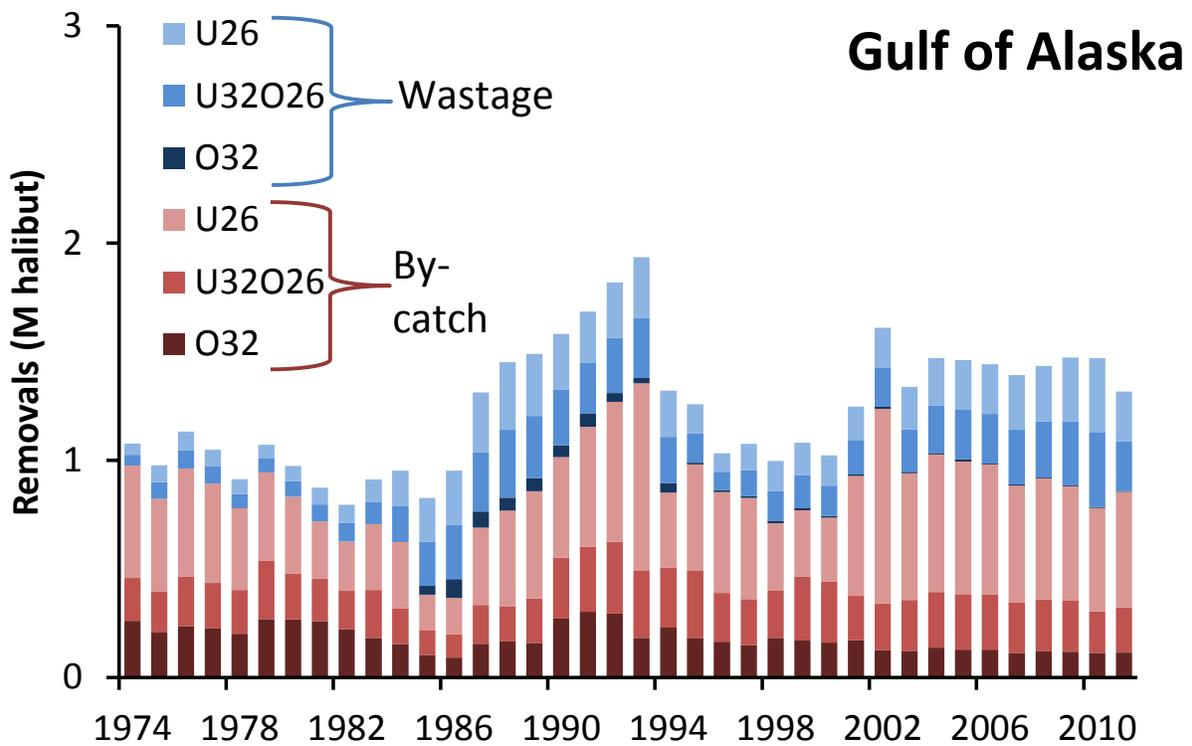 Gulf of Alaska
Removals (M halibut)
3
2
1
0
U26
U32O26
O32
Wastage
U26
U32O26
O32
By-
catch
1974 1978 1982 1986 1990 1994 1998 2002 2006 2010